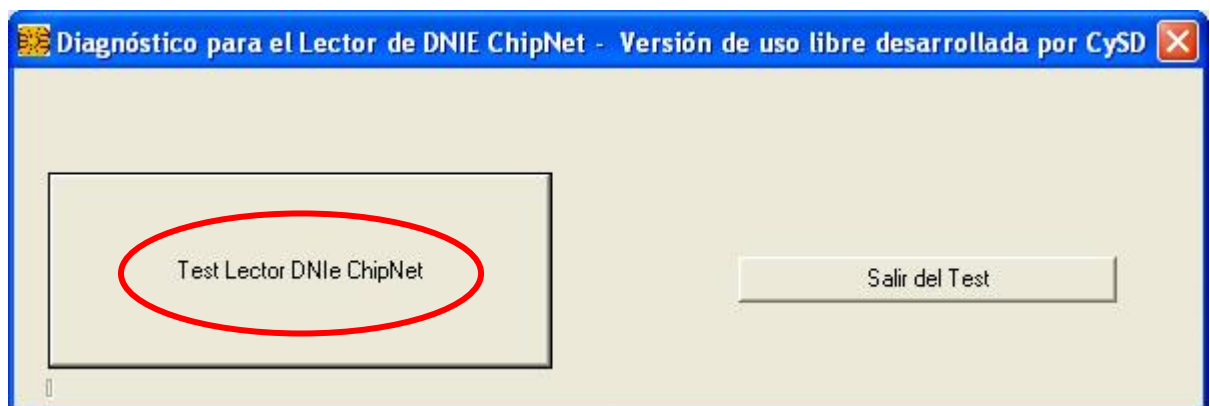 Diagnóstico para el Lector de DNIE ChipNet - Versión de uso libre desarrollada por CySD
Test Lector DNIe ChipNet
Salir del Test